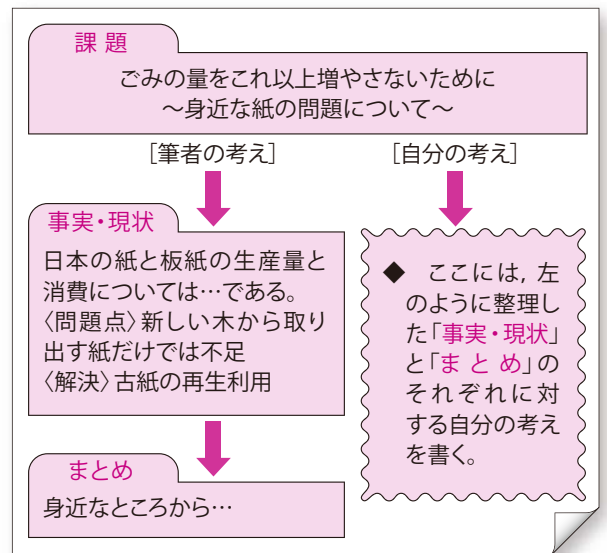 課 題
ごみの量をこれ以上増やさないために
～身近な紙の問題について～
［筆者の考え］
［自分の考え］
事実・現状
日本の紙と板紙の生産量と
消費については…である。
〈問題点〉新しい木から取り
出す紙だけでは不足
〈解決〉古紙の再生利用
まとめ
身近なところから…
◆ ここには，左
のように整理し
た「事実・現状」
と「ま と め」の
それぞれに対
する自分の考え
を書く。